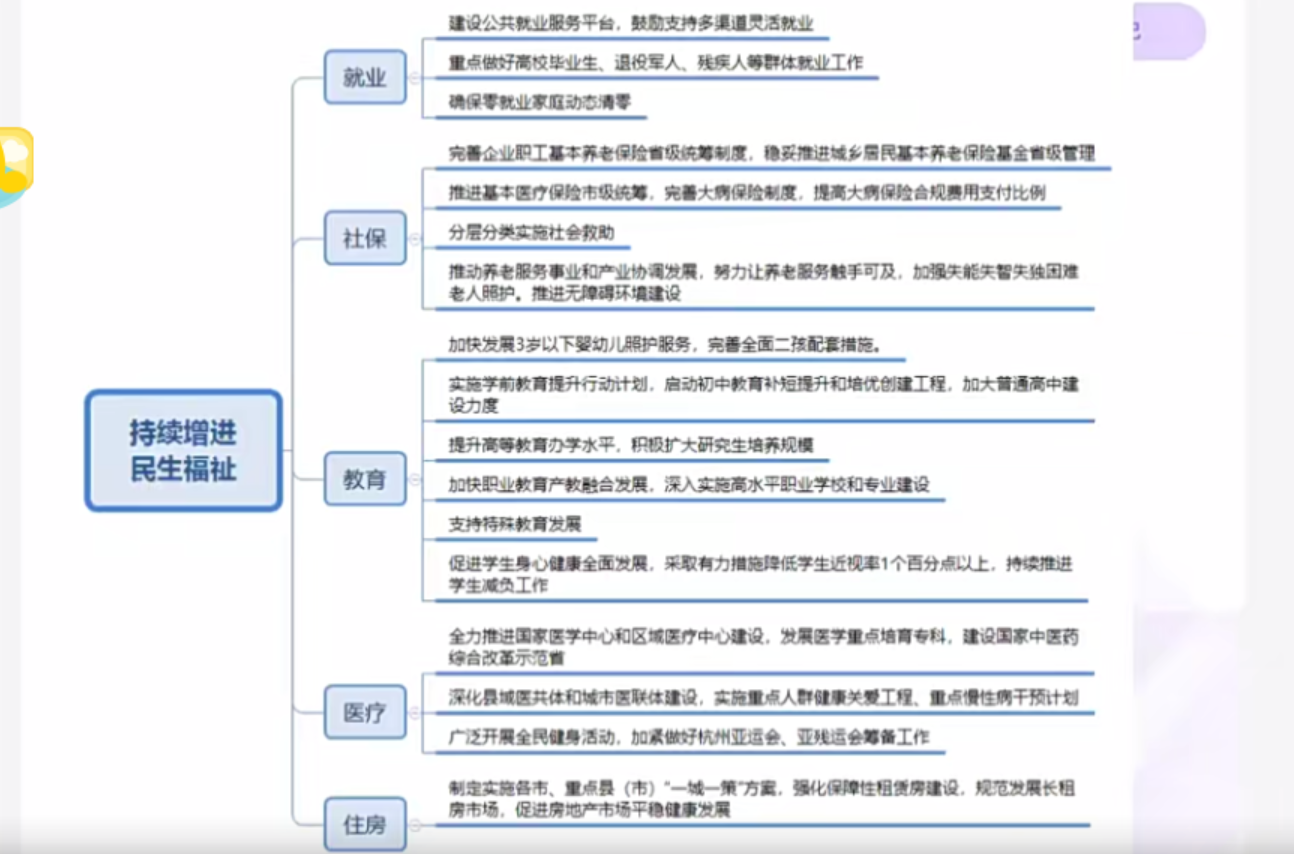 建设公共就业服务平台，鼓励支持多渠道灵活就业
就业
重点做好高校毕业生、退役军人、残疾人等群体就业工作
确保零就业家庭动态清零
完善企业职工基本养老保险省级统筹制度，稳妥推进城乡居民基本养老保险基金省级管理
推进基本医疗保险市级统筹，完善大病保险制度，提高大病保险合规费用支付比例
社保
分层分类实施社会救助
推动养老服务事业和产业协调发展，努力让养老服务触手可及，加强失能失智失独困难
老人照护。推进无障碍环境建设
加快发展3岁以下婴幼儿照护服务，完善全面二孩配套措施。
实施学前教育提升行动计划，启动初中教育补短提升和培优创建工程，加大普通高中建
设力度
持续增进
民生福祉
提升高等教育办学水平，积极扩大研究生培养规模
教育
加快职业教育产教融合发展，深入实施高水平职业学校和专业建设
支持特殊教育发展
促进学生身心健康全面发展，采取有力措施降低学生近视率1个百分点以上，持续推进
学生减负工作
全力推进国家医学中心和区域医疗中心建设，发展医学重点培育专科，建设国家中医药
综合改革示范省
医疗
深化县域医共体和城市医联体建设，实施重点人群健康关爱工程、重点慢性病干预计划
广泛开展全民健身活动，加紧做好杭州亚运会、亚残运会筹备工作
制定实施各市、重点县（市）“一城一策”方案，强化保障性租赁房建设，规范发展长租
房市场，促进房地产市场平稳健康发展
住房